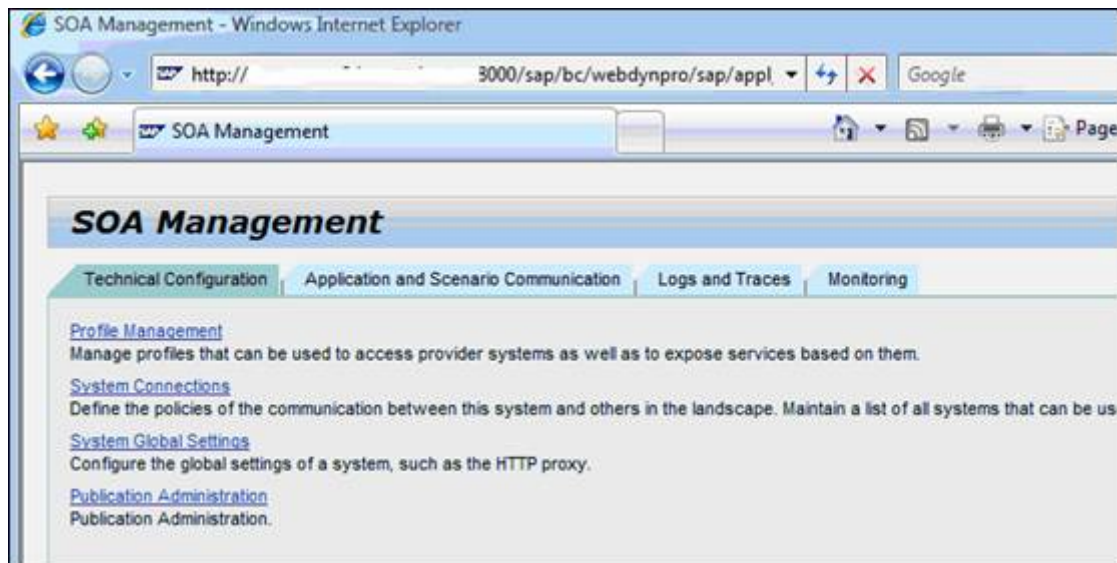 SOA Management - Windows Internet Explorer
http:// 8000/sap/bc/webdynpro/sap/appl
Google
SOA Management
Page
SOA Management
Technical Configuration Application and Scenario Communication Logs and Traces Monitoring
Profile Management
Manage profiles that can be used to access provider systems as well as to expose services based on them.
System Connections
Define the policies of the communication between this system and others in the landscape. Maintain a list of all systems that can be us
System Global Settings
Configure the global settings of a system, such as the HTTP proxy.
Publication Administration
Publication Administration.